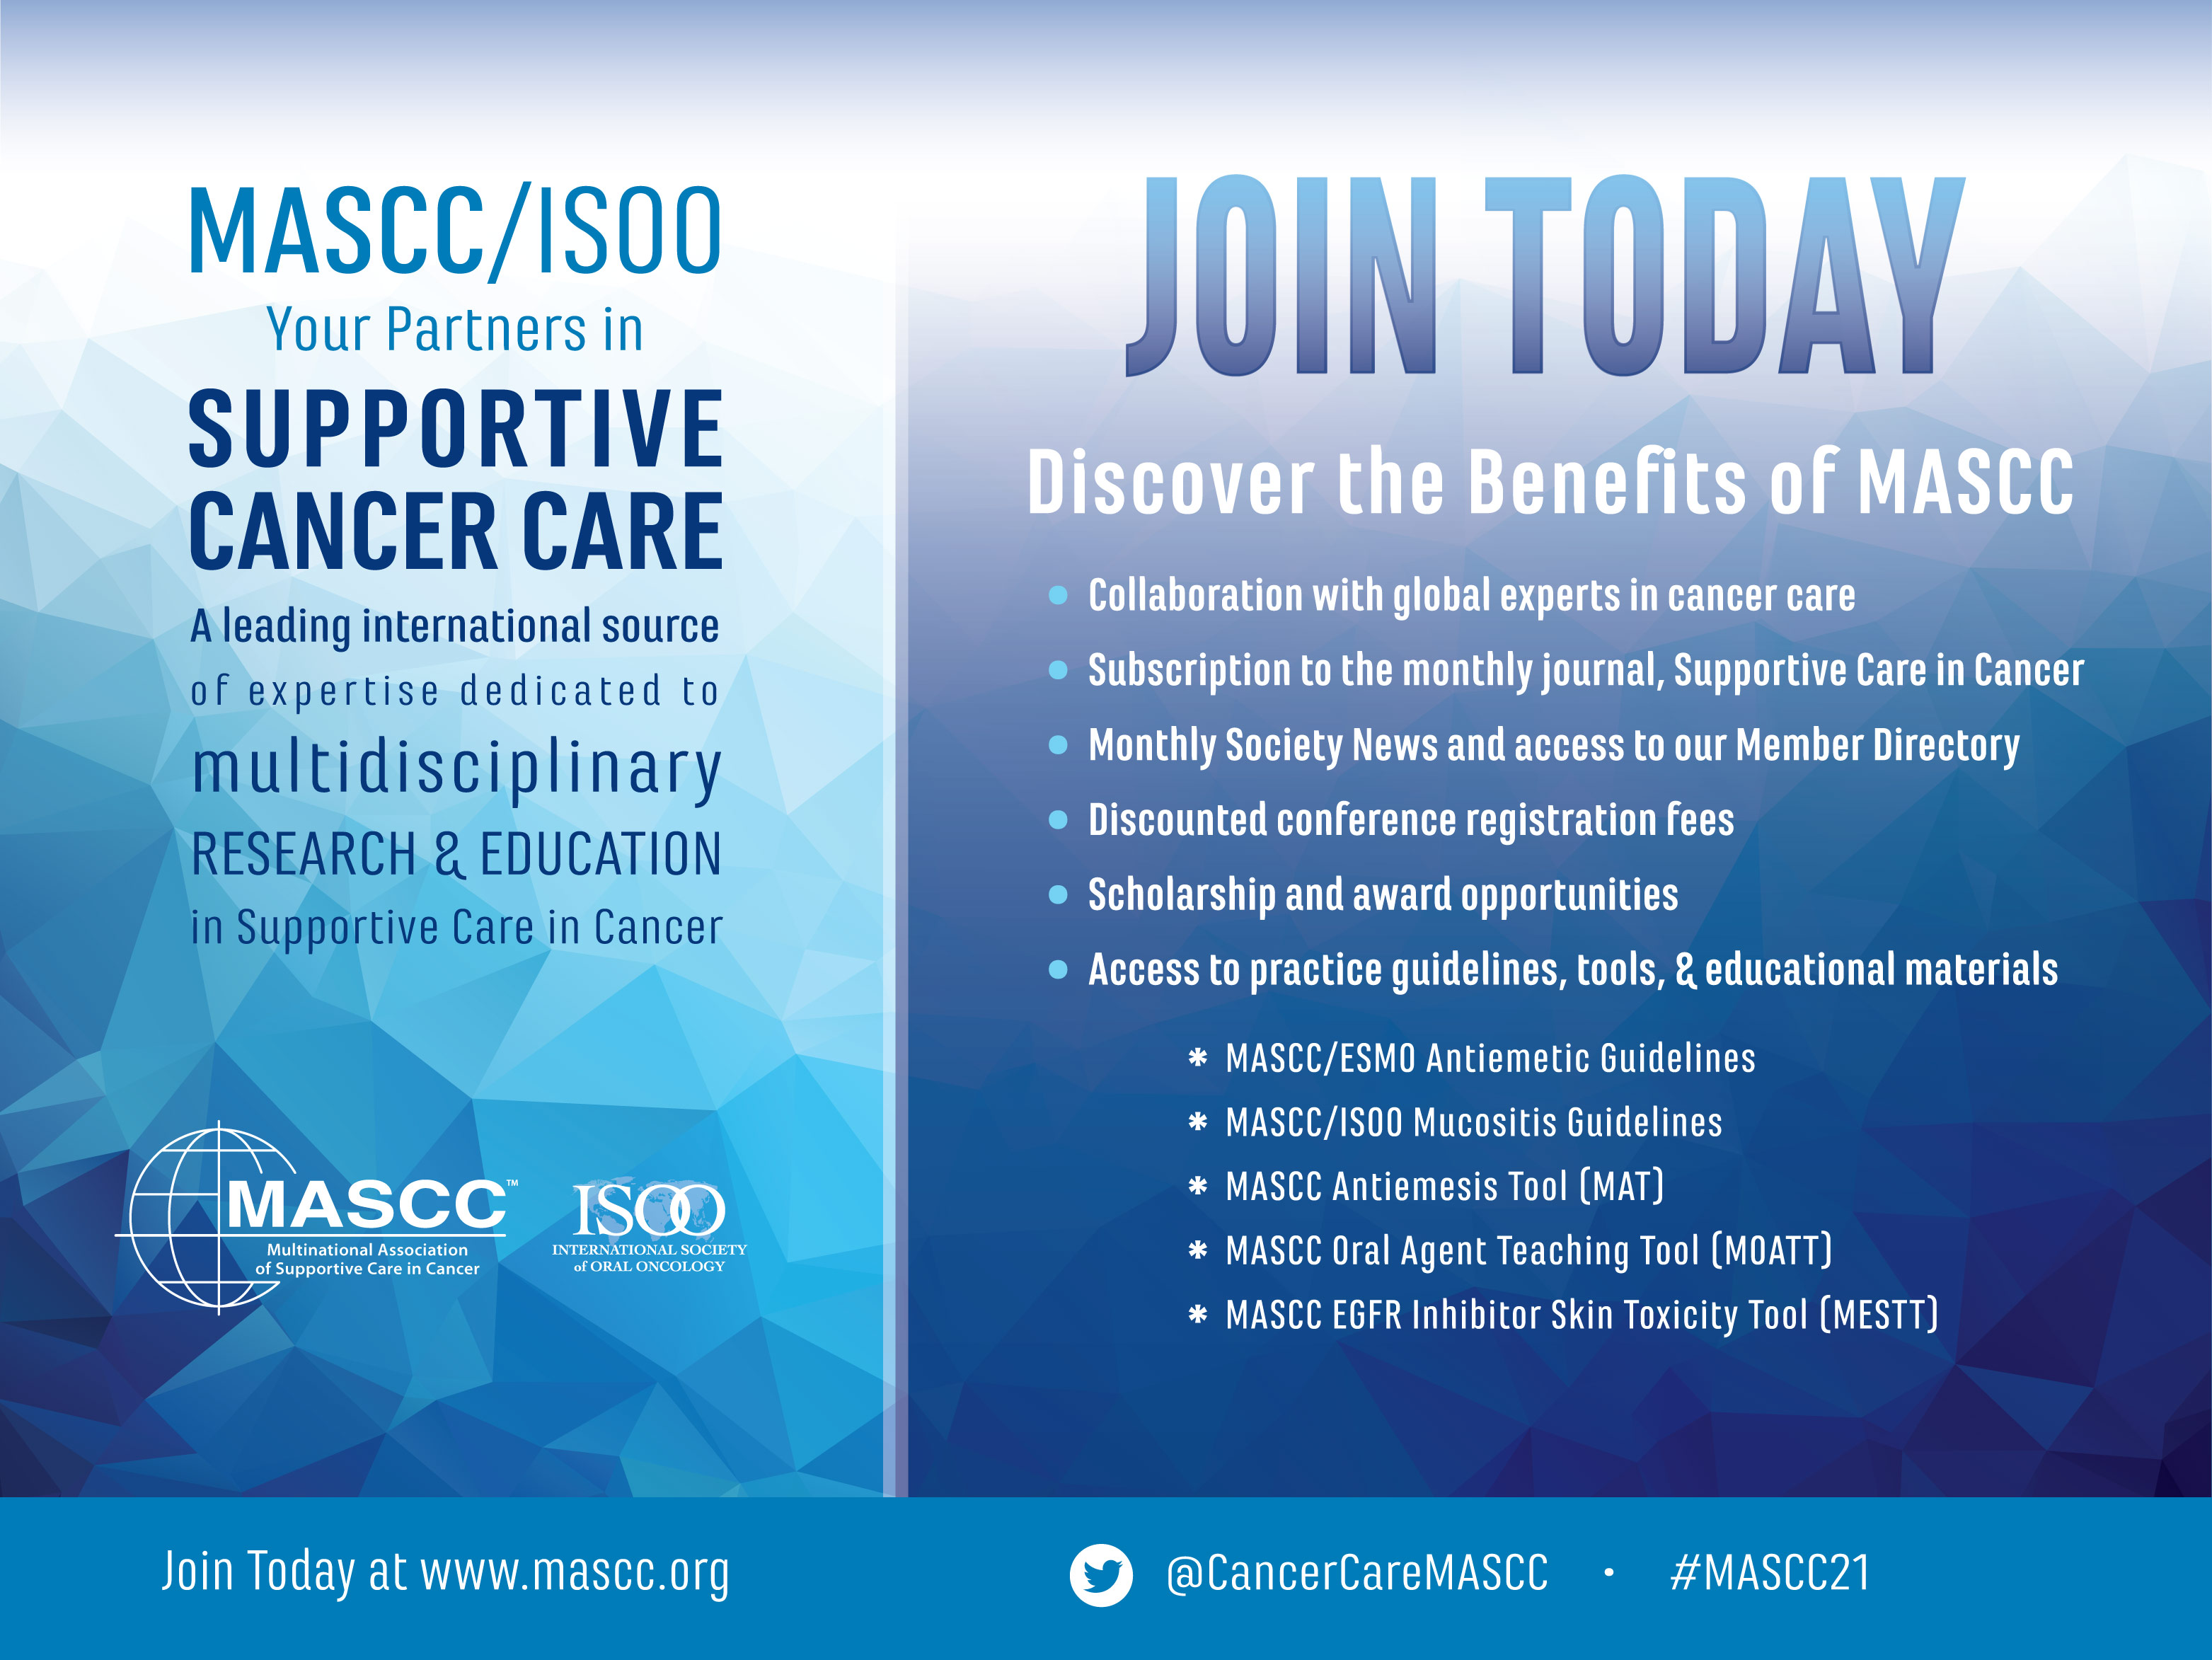 MASCC/ISOO
Your Partners in
SUPPORTIVE
CANCER CARE
A leading international source
of expertise dedicated to
multidisciplinary
RESEARCH & EDUCATION
in Supportive Care in Cancer
MASCC™
Multinational Association
of Supportive Care in Cancer
ISOO
INTERNATIONAL SOCIETY
of ORAL ONCOLOGY
JOIN TODAY
Discover the Benefits of MASCC
• Collaboration with global experts in cancer care
• Subscription to the monthly journal, Supportive Care in Cancer
• Monthly Society News and access to our Member Directory
• Discounted conference registration fees
• Scholarship and award opportunities
• Access to practice guidelines, tools, & educational materials
* MASCC/ESMO Antiemetic Guidelines
* MASCC/ISOO Mucositis Guidelines
* MASCC Antiemesis Tool (MAT)
* MASCC Oral Agent Teaching Tool (MOATT)
* MASCC EGFR Inhibitor Skin Toxicity Tool (MESTT)
Join Today at www.mascc.org
@CancerCareMASCC • #MASCC21